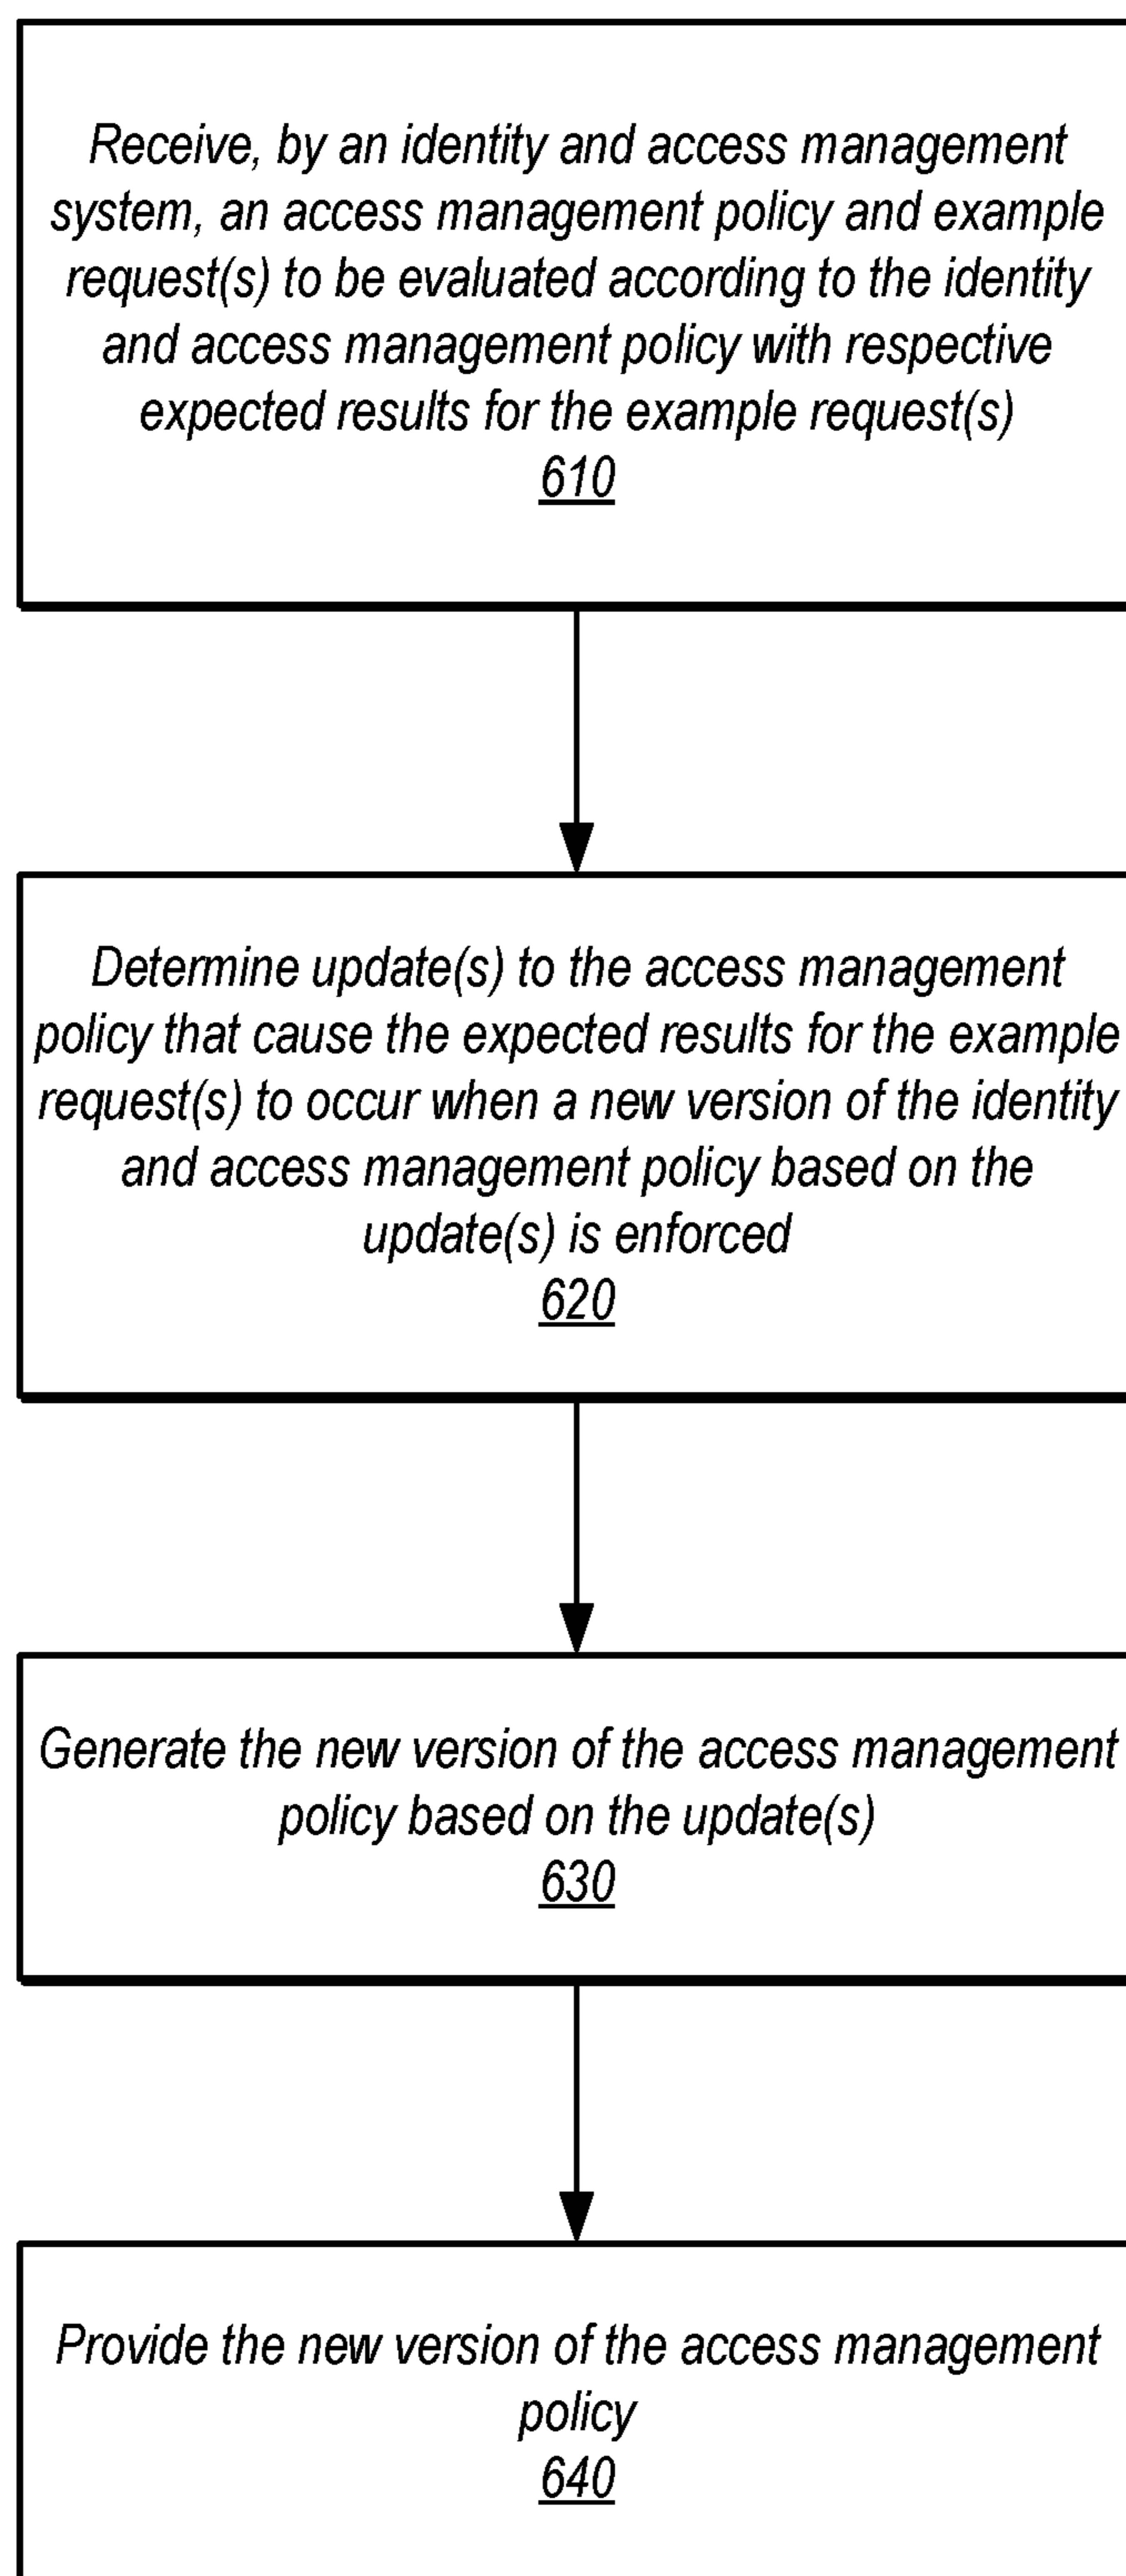 Receive, by an identity and access management
system, an access management policy and example
request(s) to be evaluated according to the identity
and access management policy with respective
expected results for the example request(s)
610
Determine update(s) to the access management
policy that cause the expected results for the example
request(s) to occur when a new version of the identity
and access management policy based on the
update(s) is enforced
620
Generate the new version of the access management
policy based on the update(s)
630
Provide the new version of the access management
policy
640